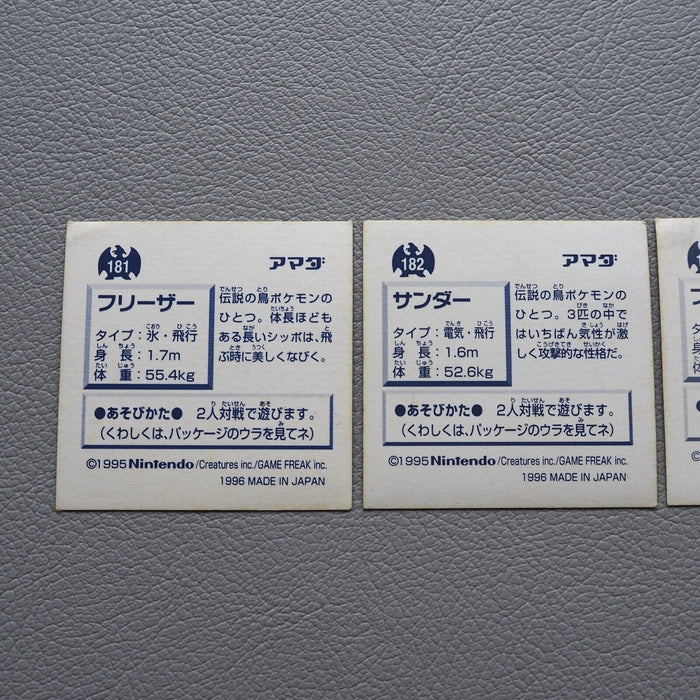 181
アマダ
フリーザー
タイプ：氷・飛行
身長：1.7m
体重：55.4kg
伝説の鳥ポケモンの
ひとつ。体長ほども
ある長いシッポは、飛
ぶ時に美しくなびく。
●あそびかた● 2人対戦で遊びます。
(くわしくは、パッケージのウラを見てネ)
©1995 Nintendo/Creatures inc./GAME FREAK inc.
1996 MADE IN JAPAN
182
アマダ
サンダー
タイプ：電気・飛行
身長：1.6m
体重：52.6kg
伝説の鳥ポケモンの
ひとつ。3匹の中で
はいちばん気性が激
しく攻撃的な性格だ。
●あそびかた● 2人対戦で遊びます。
(くわしくは、パッケージのウラを見てネ)
©1995 Nintendo/Creatures inc./GAME FREAK inc.
1996 MADE IN JAPAN